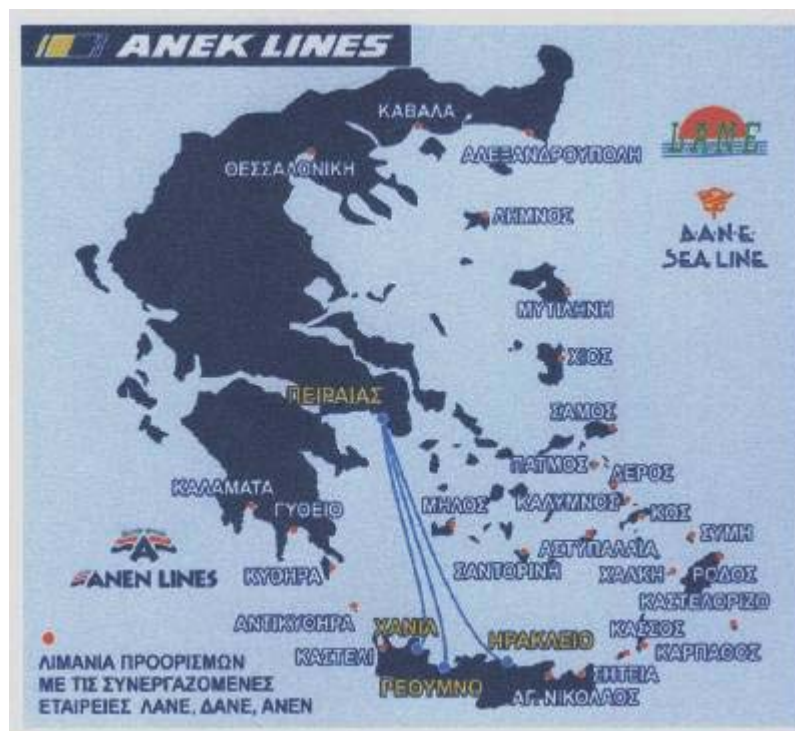 ANEK LINES
ΚΑΒΑΛΑ
ΑΛΕΞΑΝΔΡΟΥΠΟΛΗ
ΘΕΣΣΑΛΟΝΙΚΗ
LANE
ΛΗΜΝΟΣ
ΔΑΝΕ
SEA LINE
ΜΥΤΙΛΗΝΗ
ΧΙΟΣ
ΠΕΙΡΑΙΑΣ
ΣΑΜΟΣ
ΠΑΤΜΟΣ
ΛΕΡΟΣ
ΚΑΛΑΜΑΤΑ
ΓΥΘΕΙΟ
ΜΗΛΟΣ
ΚΑΛΥΜΝΟΣ
ΚΩΣ
ΣΥΜΗ
ΑΣΤΥΠΑΛΑΙΑ
ANEN LINES
ΚΥΘΗΡΑ
ΣΑΝΤΟΡΙΝΗ
ΧΑΛΚΗ
ΡΟΔΟΣ
ΚΑΣΤΕΛΟΡΙΖΟ
ΑΝΤΙΚΥΘΗΡΑ
ΧΑΝΙΑ
ΗΡΑΚΛΕΙΟ
ΚΑΣΣΟΣ
ΚΑΡΠΑΘΟΣ
ΚΑΣΤΕΛΙ
ΡΕΘΥΜΝΟ
ΣΗΤΕΙΑ
ΑΓ. ΝΙΚΟΛΑΟΣ
ΛΙΜΑΝΙΑ ΠΡΟΟΡΙΣΜΩΝ
ΜΕ ΤΙΣ ΣΥΝΕΡΓΑΖΟΜΕΝΕΣ
ΕΤΑΙΡΕΙΕΣ ΛΑΝΕ, ΔΑΝΕ, ΑΝΕΝ